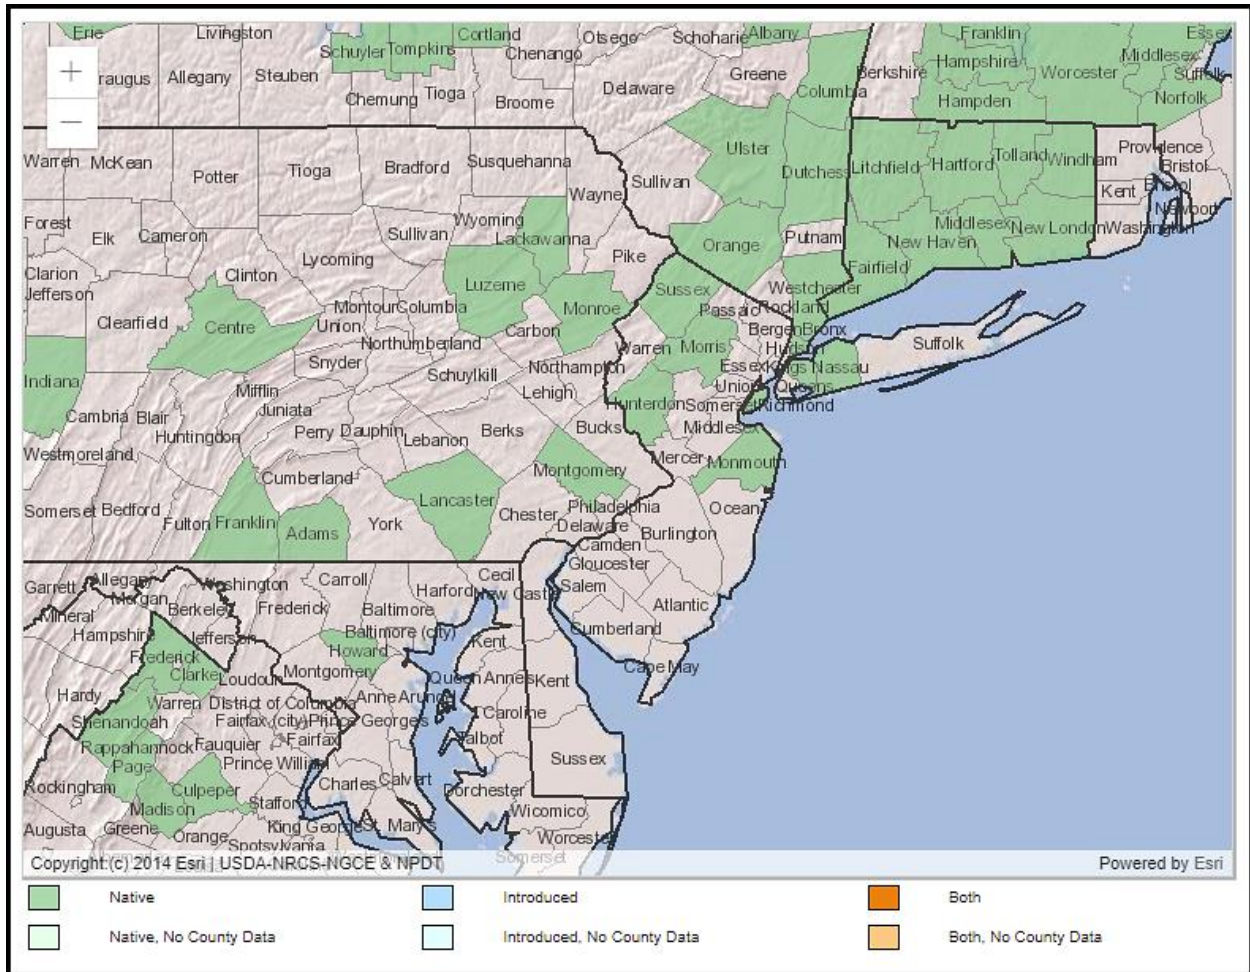 Erie Livingston Schuyler Tompkins Cortland Chenango Otsego Schoharie Albany Franklin Essex
+ raugus Allegany Steuben Chemung Tioga Broome Delaware Greene Columbia Berkshire Hampshire Hampden Worcester Middlesex Suffolk Norfolk
−
Warren McKean Potter Tioga Bradford Susquehanna Wayne Sullivan Ulster Dutchess Litchfield Hartford Tolland Windham Providence Bristol
Kent Bristol Newport
Forest Elk Cameron Clinton Lycoming Sullivan Wyoming Lackawanna Pike Orange Putnam New Haven Middlesex New London Washington
Clarion
Jefferson Clearfield Centre Union Montour Columbia Luzerne Monroe Sussex Passaic Rockland Westchester Fairfield
Northumberland Carbon Warren Morris Bergen Bronx Hudson Suffolk
Indiana Snyder Mifflin Schuylkill Northampton Lehigh Essex Kings Nassau Union Queens
Cambria Blair Juniata Huntingdon Perry Dauphin Lebanon Berks Bucks Hunterdon Somerset Richmond Middlesex
Westmoreland Cumberland Lancaster Montgomery Mercer Monmouth
Somerset Bedford Fulton Franklin Adams York Chester Philadelphia Delaware Burlington Ocean
Camden
Gloucester
Garrett Allegany Washington Carroll Harford Cecil New Castle Salem
Mineral Morgan Berkeley Frederick Baltimore Atlantic
Hampshire Jefferson Baltimore (city) Cumberland
Frederick Howard Kent
Clarke Loudoun Montgomery Queen Annes Kent Cape May
Hardy Warren District of Columbia Anne Arundel
Shenandoah Fairfax (city) Prince Georges Caroline
Rappahannock Fauquier Fairfax Talbot
Page Prince William Sussex
Rockingham Culpeper Charles Calvert Dorchester
Madison Stafford Wicomico
Augusta Greene Orange King George St. Marys Worcester
Spotsylvania
Somerset
Copyright:(c) 2014 Esri | USDA-NRCS-NGCE & NPDT Powered by Esri
Native Introduced Both
Native, No County Data Introduced, No County Data Both, No County Data